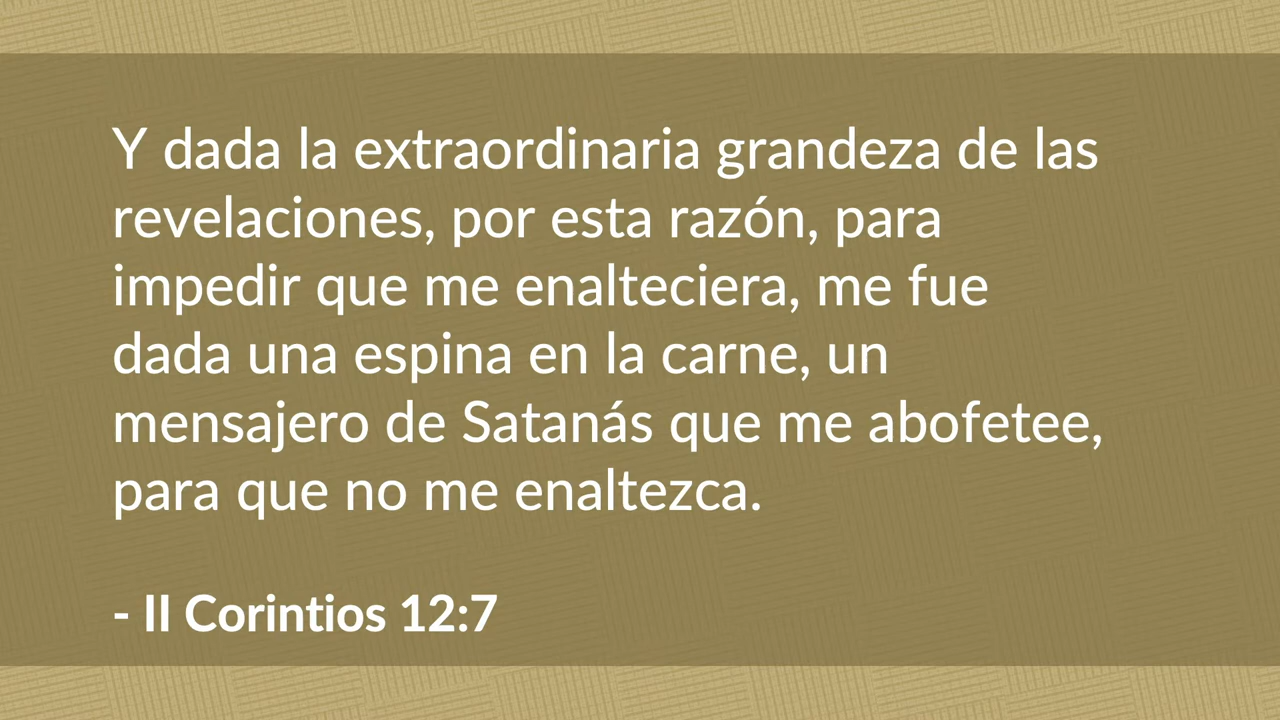 Y dada la extraordinaria grandeza de las
revelaciones, por esta razón, para
impedir que me enalteciera, me fue
dada una espina en la carne, un
mensajero de Satanás que me abofetee,
para que no me enaltezca.
- II Corintios 12:7